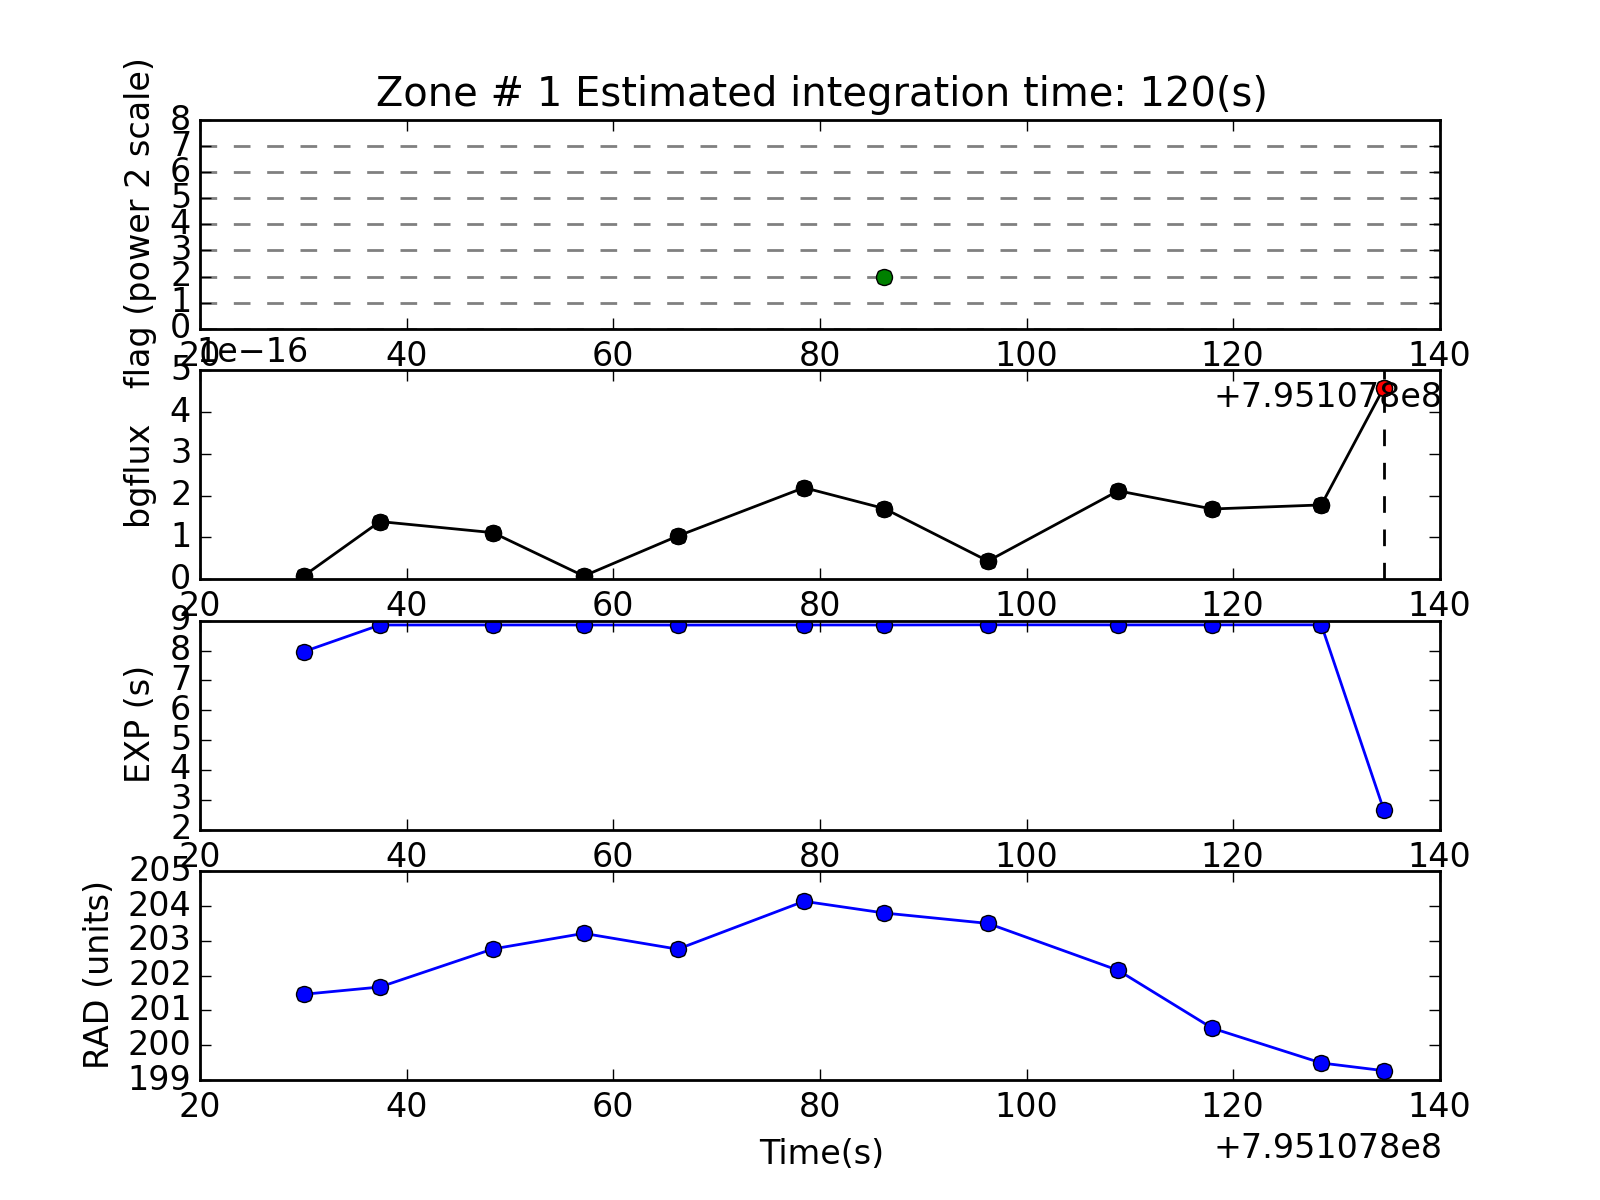 Zone # 1 Estimated integration time: 120(s)
flag (power 2 scale)
8
7
6
5
4
3
2
1
0
20 40 60 80 100 120 140
1e−16
+7.951078e8
bgflux
5
4
3
2
1
0
20 40 60 80 100 120 140
EXP (s)
9
8
7
6
5
4
3
2
20 40 60 80 100 120 140
RAD (units)
205
204
203
202
201
200
199
20 40 60 80 100 120 140
Time(s)
+7.951078e8